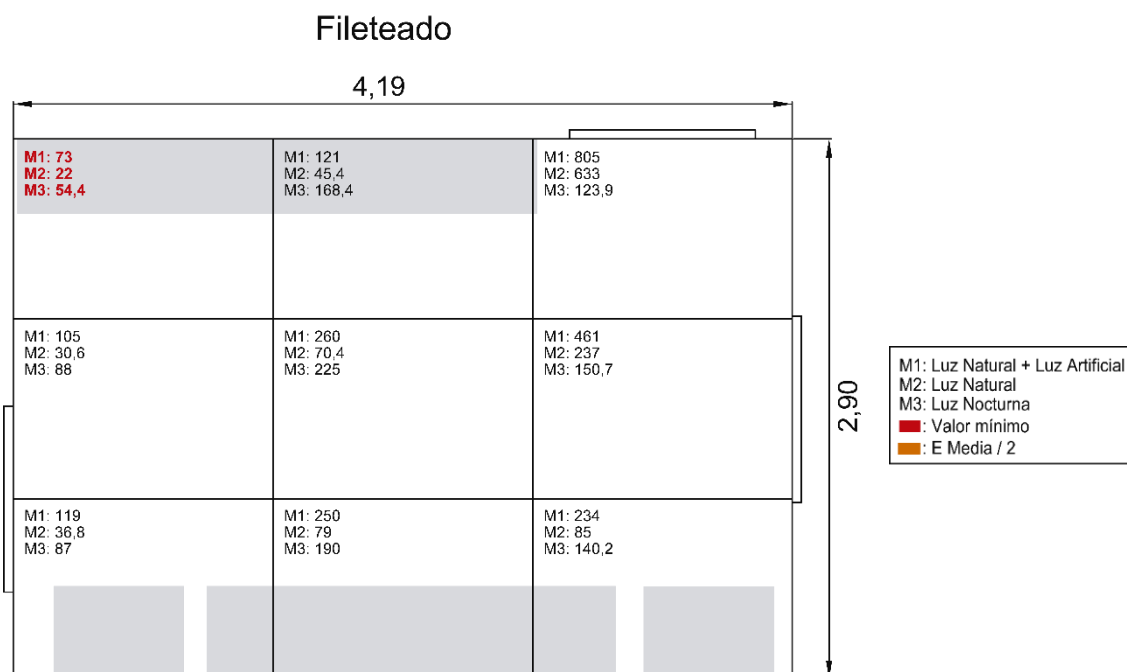 Fileteado
4,19
M1: 73
M2: 22
M3: 54,4
M1: 121
M2: 45,4
M3: 168,4
M1: 805
M2: 633
M3: 123,9
M1: 105
M2: 30,6
M3: 88
M1: 260
M2: 70,4
M3: 225
M1: 461
M2: 237
M3: 150,7
2,90
M1: Luz Natural + Luz Artificial
M2: Luz Natural
M3: Luz Nocturna
: Valor mínimo
: E Media / 2
M1: 119
M2: 36,8
M3: 87
M1: 250
M2: 79
M3: 190
M1: 234
M2: 85
M3: 140,2